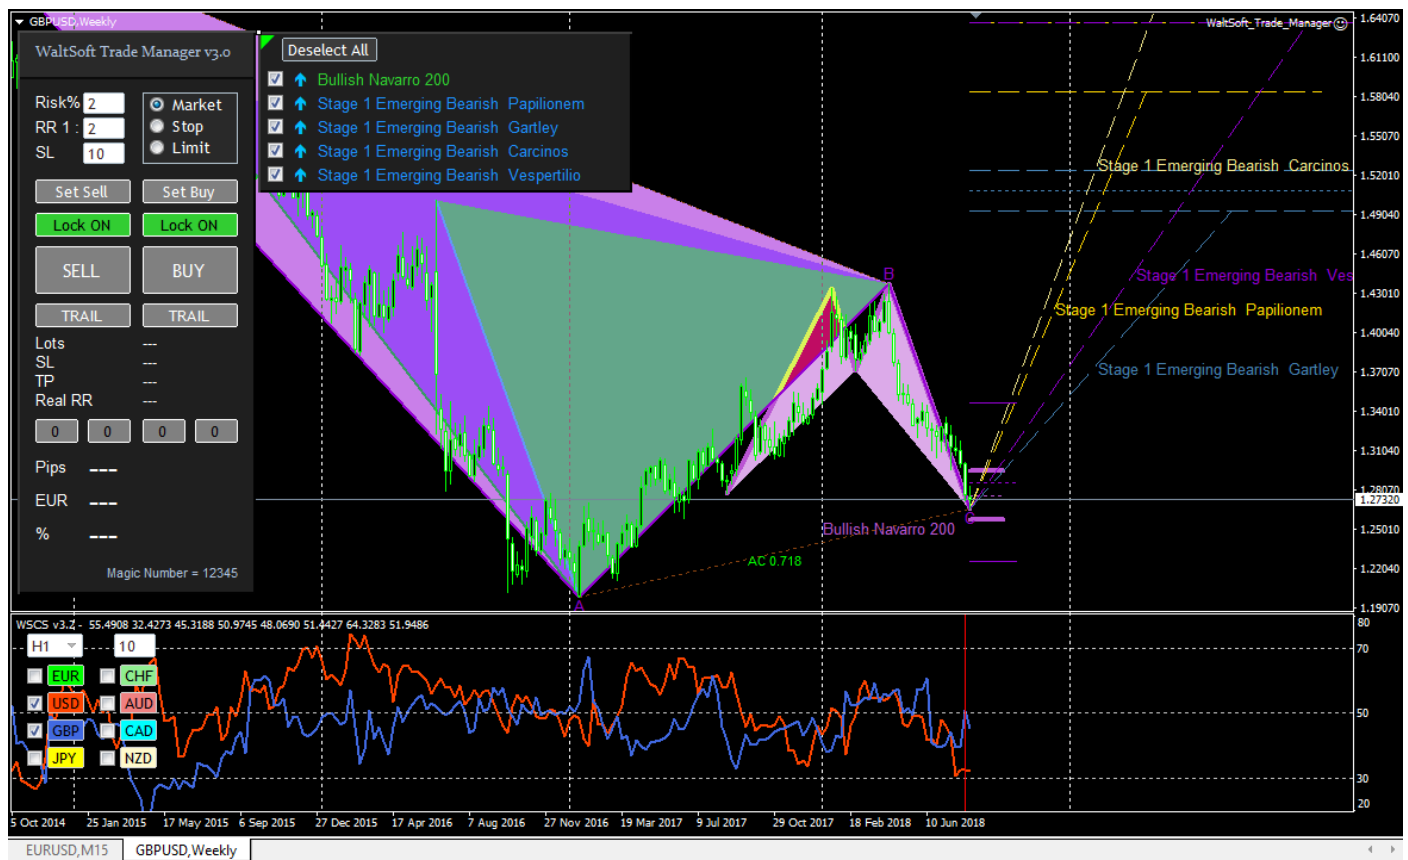 GBPUSD,Weekly
WaltSoft_Trade_Manager
WaltSoft Trade Manager v3.0
Risk% 2
RR 1 : 2
SL 10
Market
Stop
Limit
Set Sell Set Buy
Lock ON Lock ON
SELL BUY
TRAIL TRAIL
Lots ---
SL ---
TP ---
Real RR ---
0 0 0 0
Pips ---
EUR ---
% ---
Magic Number = 12345
Deselect All
Bullish Navarro 200
Stage 1 Emerging Bearish Papilionem
Stage 1 Emerging Bearish Gartley
Stage 1 Emerging Bearish Carcinos
Stage 1 Emerging Bearish Vespertilio
Stage 1 Emerging Bearish Carcinos
B
Stage 1 Emerging Bearish Ves
Stage 1 Emerging Bearish Papilionem
Stage 1 Emerging Bearish Gartley
C
Bullish Navarro 200
AC 0.718
A
1.64070
1.61100
1.58040
1.55070
1.52010
1.49040
1.46070
1.43010
1.40040
1.37070
1.34010
1.31040
1.28070
1.27320
1.25010
1.22040
1.19070
WSCS v3.2 - 55.4908 32.4273 45.3188 50.9745 48.0690 51.4427 64.3283 51.9486
H1 10
EUR CHF
USD AUD
GBP CAD
JPY NZD
80
70
50
30
20
5 Oct 2014 25 Jan 2015 17 May 2015 6 Sep 2015 27 Dec 2015 17 Apr 2016 7 Aug 2016 27 Nov 2016 19 Mar 2017 9 Jul 2017 29 Oct 2017 18 Feb 2018 10 Jun 2018
EURUSD,M15 GBPUSD,Weekly